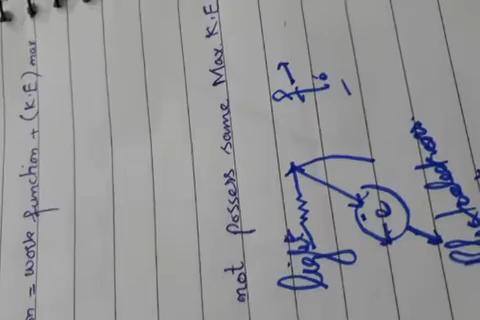 n = work function + (K.E) max
not possess same Max K.E
light
e